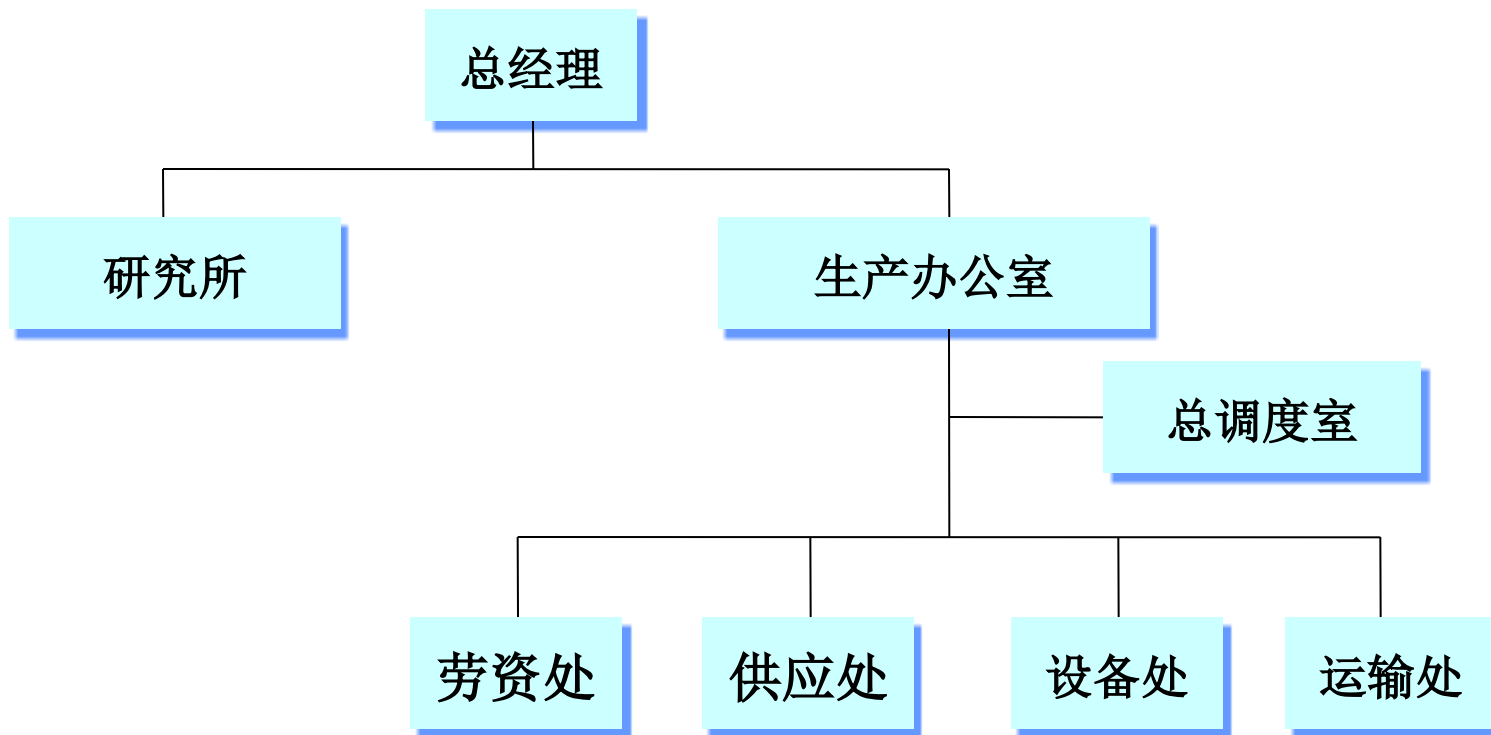 总经理
研究所
生产办公室
总调度室
劳资处
供应处
设备处
运输处